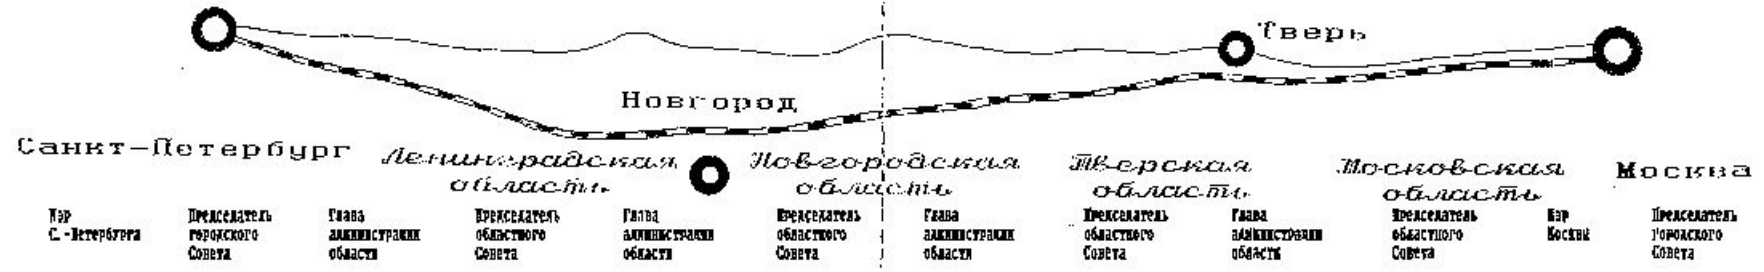 Тверь
Новгород
Санкт-Петербург
Ленинградская
область
Новгородская
область
Тверская
область
Московская
область
Москва
Мэр
С.-Петербурга
Председатель
городского
Совета
Глава
администрации
области
Председатель
областного
Совета
Глава
администрации
области
Председатель
областного
Совета
Глава
администрации
области
Председатель
областного
Совета
Глава
администрации
области
Председатель
областного
Совета
Мэр
Москвы
Председатель
городского
Совета